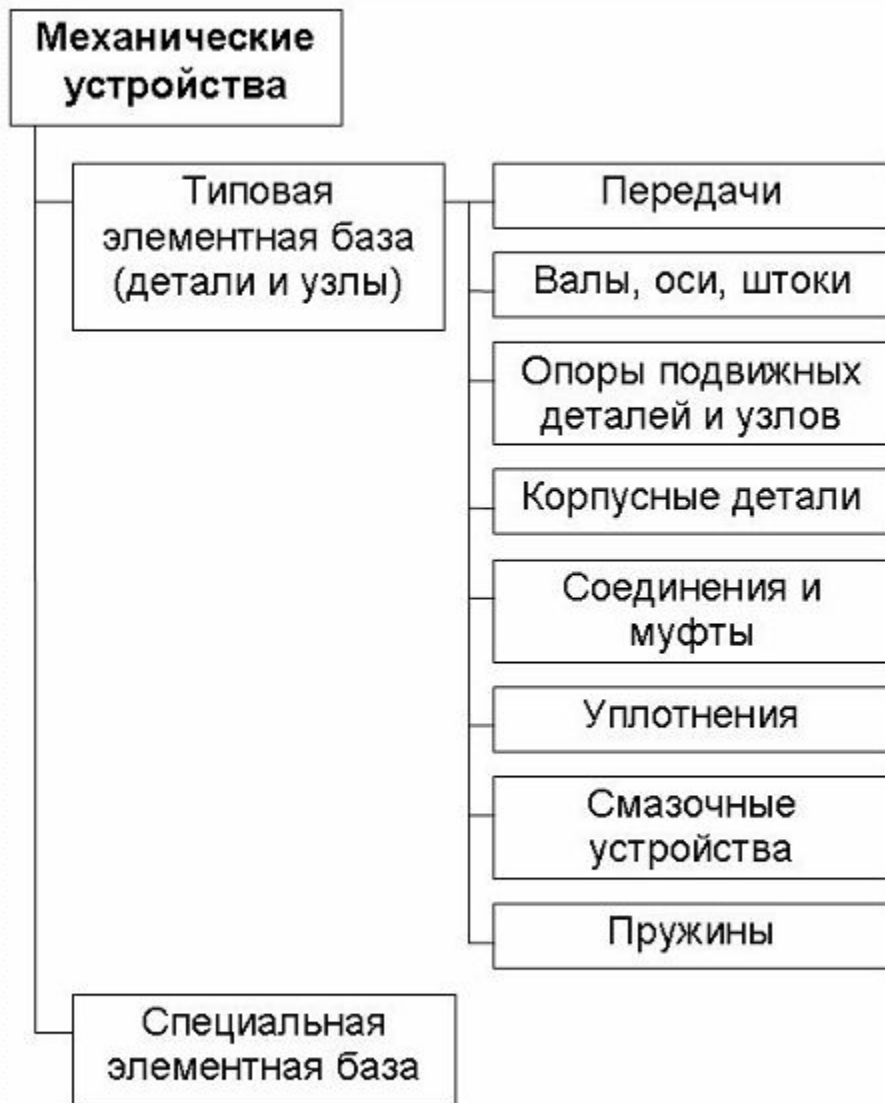 Механические
устройства
Типовая
элементная база
(детали и узлы)
Передачи
Валы, оси, штоки
Опоры подвижных
деталей и узлов
Корпусные детали
Соединения и
муфты
Уплотнения
Смазочные
устройства
Пружины
Специальная
элементная база